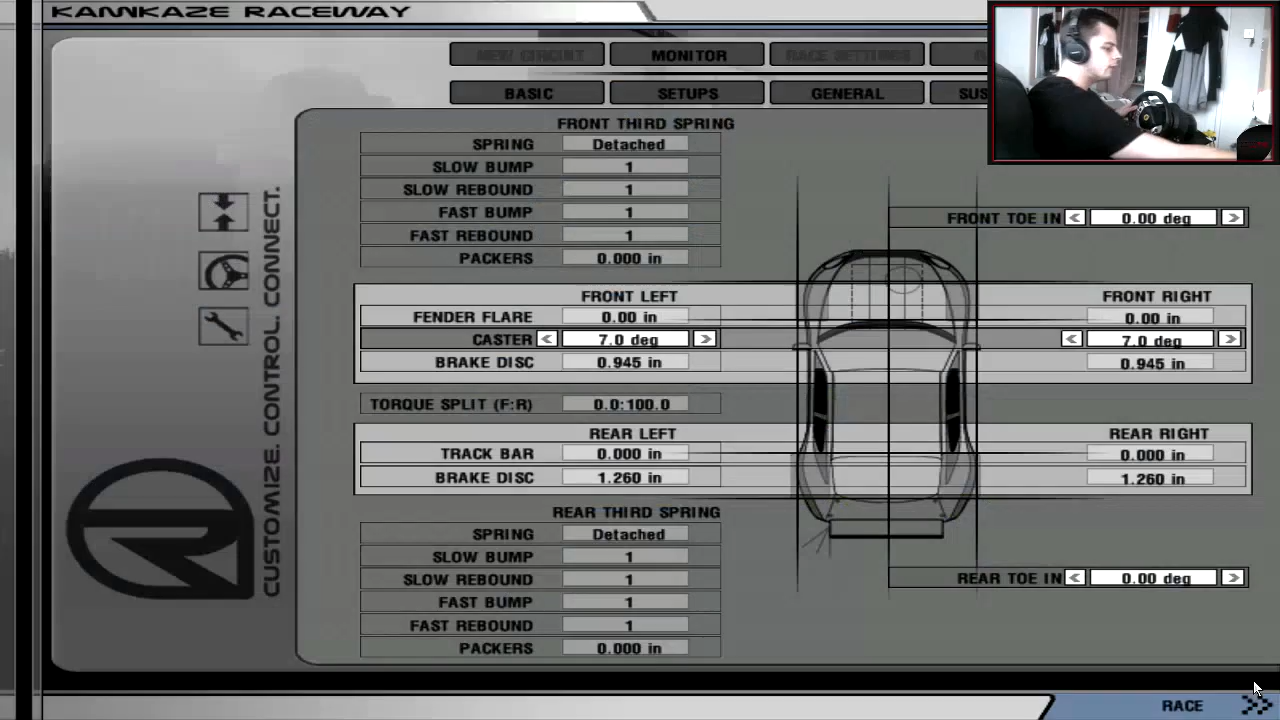 KAMIKAZE RACEWAY
NEW CIRCUIT MONITOR RACE SETTINGS
BASIC SETUPS GENERAL SUS
FRONT THIRD SPRING
SPRING Detached
SLOW BUMP 1
SLOW REBOUND 1
FAST BUMP 1
FAST REBOUND 1
PACKERS 0.000 in
FRONT TOE IN < 0.00 deg >
FRONT LEFT FRONT RIGHT
FENDER FLARE 0.00 in 0.00 in
CASTER < 7.0 deg > < 7.0 deg >
BRAKE DISC 0.945 in 0.945 in
TORQUE SPLIT (F:R) 0.0:100.0
REAR LEFT REAR RIGHT
TRACK BAR 0.000 in 0.000 in
BRAKE DISC 1.260 in 1.260 in
REAR THIRD SPRING
SPRING Detached
SLOW BUMP 1
SLOW REBOUND 1
FAST BUMP 1
FAST REBOUND 1
PACKERS 0.000 in
REAR TOE IN < 0.00 deg >
CUSTOMIZE. CONTROL. CONNECT.
RACE >>